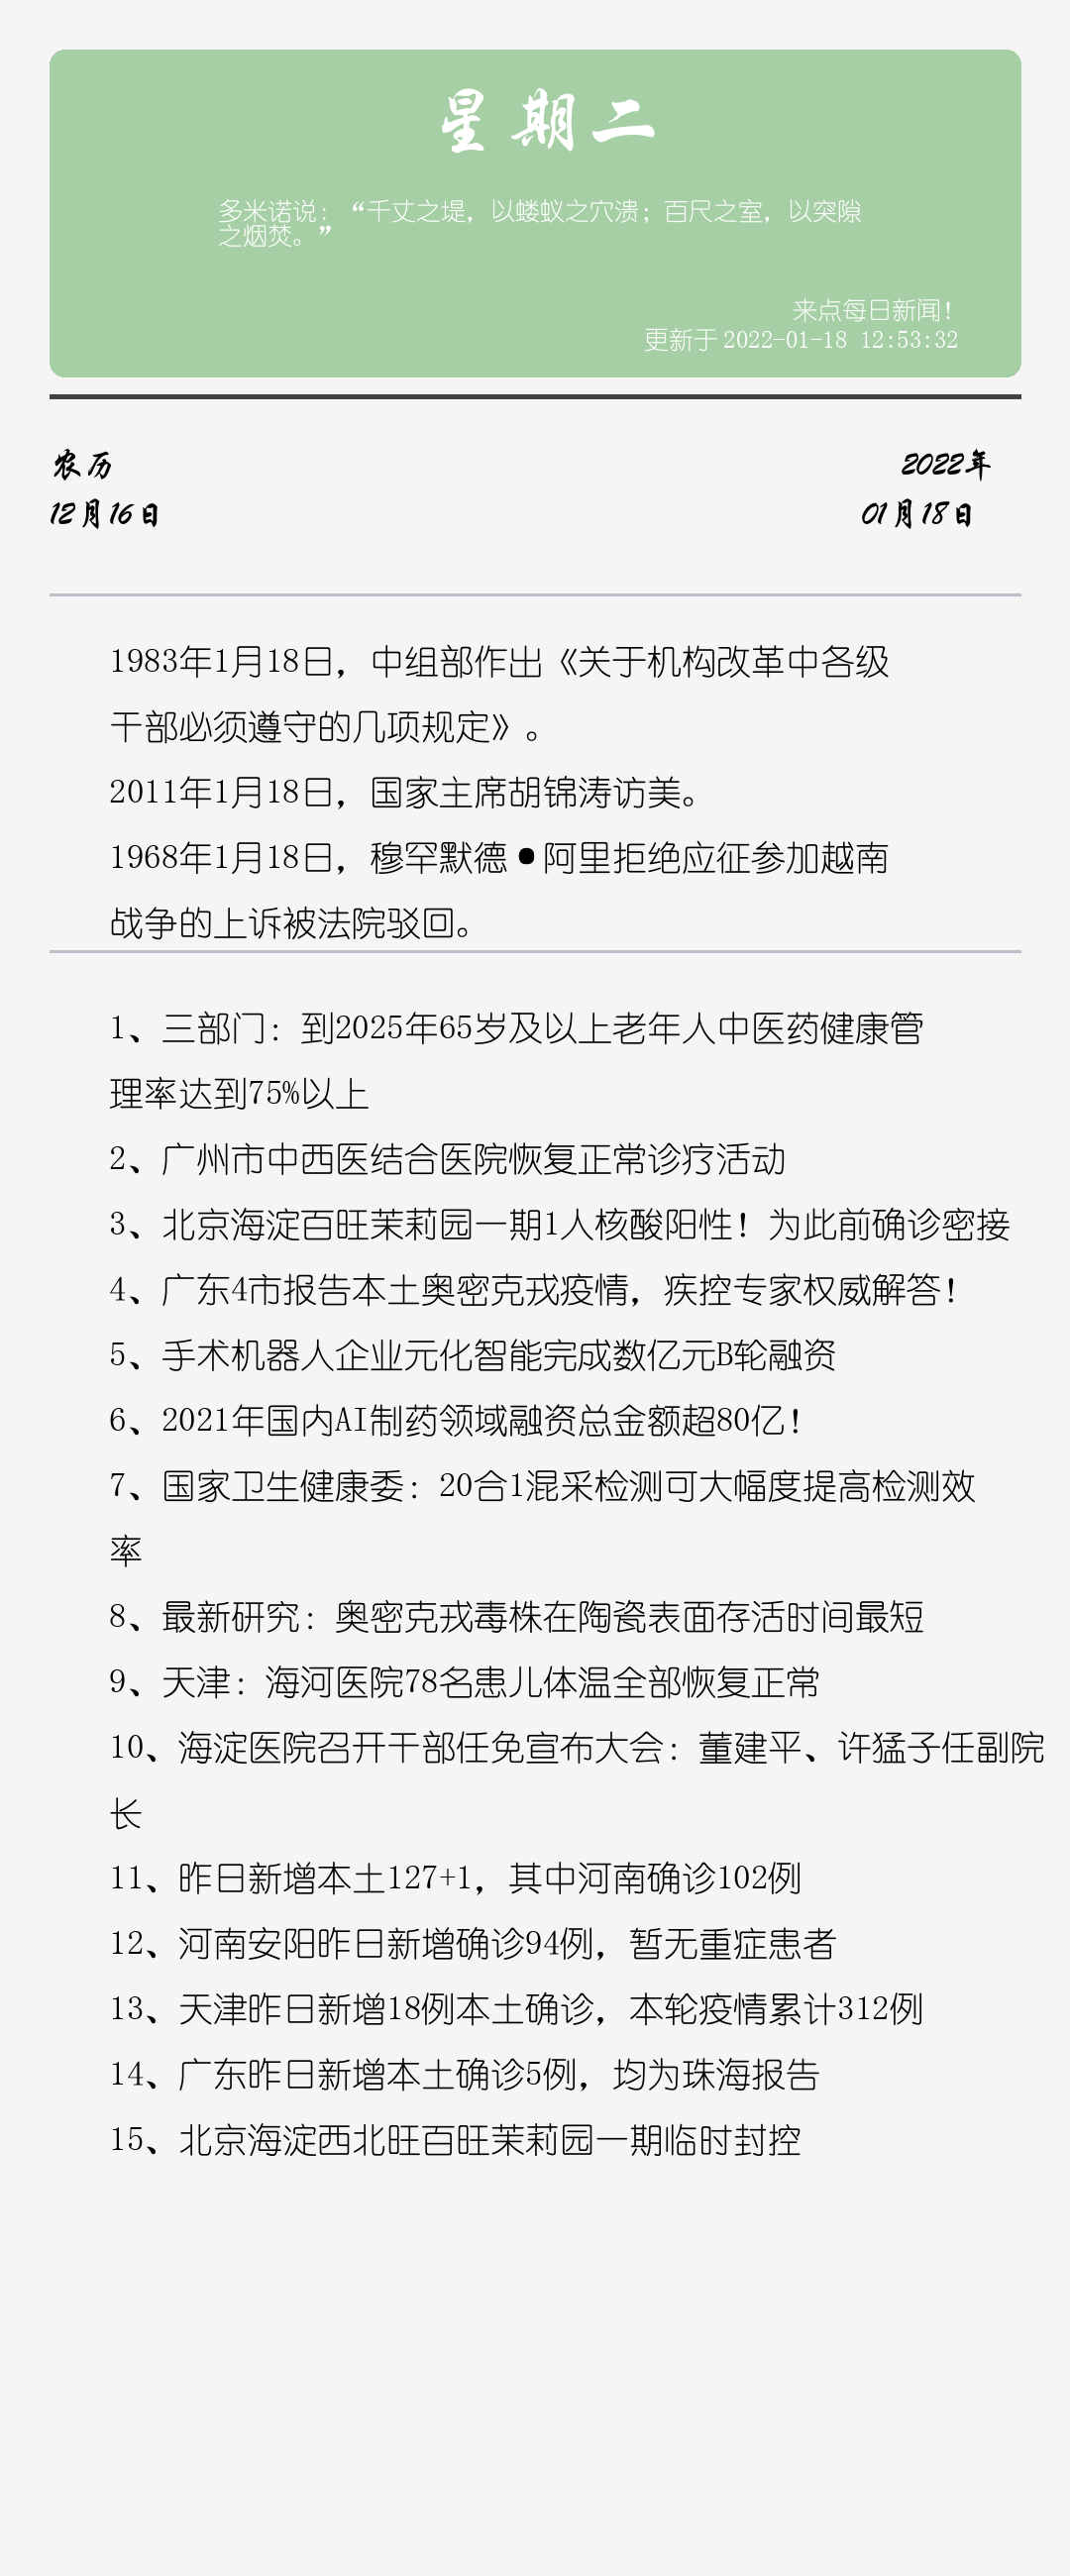 星期二
多米诺说：“千丈之堤，以蝼蚁之穴溃；百尺之室，以突隙
之烟焚。”
来点每日新闻！
更新于 2022-01-18 12:53:32
农历
2022年
12月16日
01月18日
1983年1月18日，中组部作出《关于机构改革中各级
干部必须遵守的几项规定》。
2011年1月18日，国家主席胡锦涛访美。
1968年1月18日，穆罕默德•阿里拒绝应征参加越南
战争的上诉被法院驳回。
1、三部门：到2025年65岁及以上老年人中医药健康管
理率达到75%以上
2、广州市中西医结合医院恢复正常诊疗活动
3、北京海淀百旺茉莉园一期1人核酸阳性！为此前确诊密接
4、广东4市报告本土奥密克戎疫情，疾控专家权威解答！
5、手术机器人企业元化智能完成数亿元B轮融资
6、2021年国内AI制药领域融资总金额超80亿！
7、国家卫生健康委：20合1混采检测可大幅度提高检测效
率
8、最新研究：奥密克戎毒株在陶瓷表面存活时间最短
9、天津：海河医院78名患儿体温全部恢复正常
10、海淀医院召开干部任免宣布大会：董建平、许猛子任副院
长
11、昨日新增本土127+1，其中河南确诊102例
12、河南安阳昨日新增确诊94例，暂无重症患者
13、天津昨日新增18例本土确诊，本轮疫情累计312例
14、广东昨日新增本土确诊5例，均为珠海报告
15、北京海淀西北旺百旺茉莉园一期临时封控